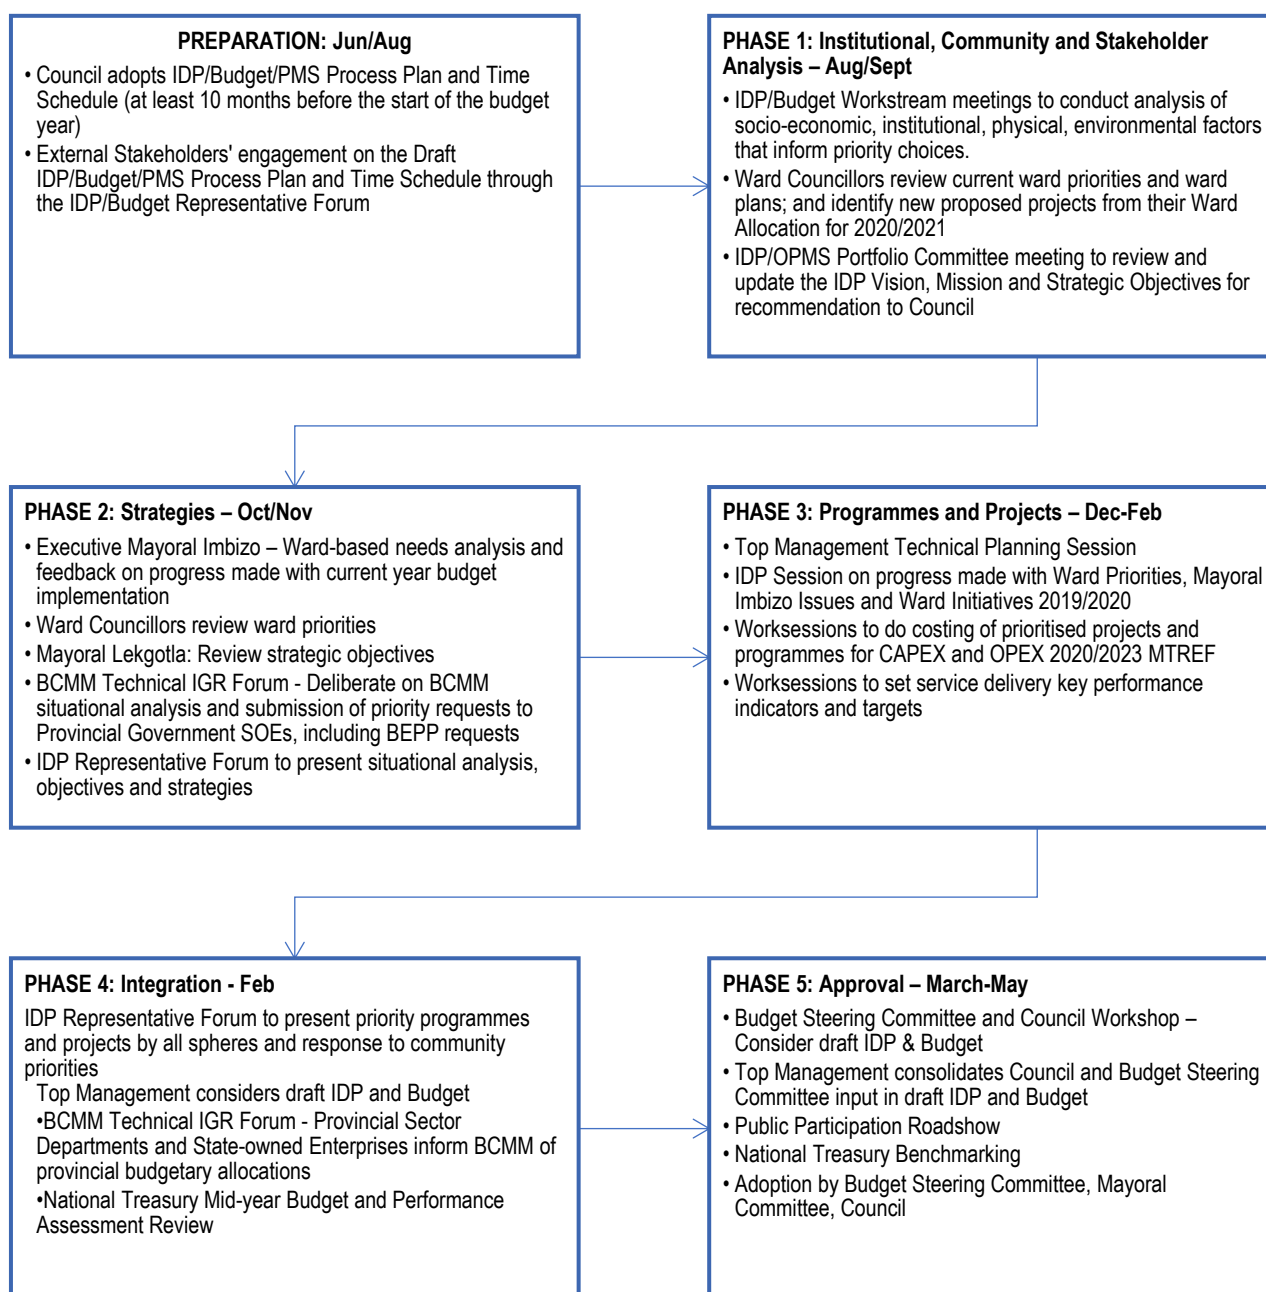 PREPARATION: Jun/Aug
• Council adopts IDP/Budget/PMS Process Plan and Time
Schedule (at least 10 months before the start of the budget
year)
• External Stakeholders' engagement on the Draft
IDP/Budget/PMS Process Plan and Time Schedule through
the IDP/Budget Representative Forum
PHASE 1: Institutional, Community and Stakeholder
Analysis – Aug/Sept
• IDP/Budget Workstream meetings to conduct analysis of
socio-economic, institutional, physical, environmental factors
that inform priority choices.
• Ward Councillors review current ward priorities and ward
plans; and identify new proposed projects from their Ward
Allocation for 2020/2021
• IDP/OPMS Portfolio Committee meeting to review and
update the IDP Vision, Mission and Strategic Objectives for
recommendation to Council
PHASE 2: Strategies – Oct/Nov
• Executive Mayoral Imbizo – Ward-based needs analysis and
feedback on progress made with current year budget
implementation
• Ward Councillors review ward priorities
• Mayoral Lekgotla: Review strategic objectives
• BCMM Technical IGR Forum - Deliberate on BCMM
situational analysis and submission of priority requests to
Provincial Government SOEs, including BEPP requests
• IDP Representative Forum to present situational analysis,
objectives and strategies
PHASE 3: Programmes and Projects – Dec-Feb
• Top Management Technical Planning Session
• IDP Session on progress made with Ward Priorities, Mayoral
Imbizo Issues and Ward Initiatives 2019/2020
• Worksessions to do costing of prioritised projects and
programmes for CAPEX and OPEX 2020/2023 MTREF
• Worksessions to set service delivery key performance
indicators and targets
PHASE 4: Integration - Feb
IDP Representative Forum to present priority programmes
and projects by all spheres and response to community
priorities
Top Management considers draft IDP and Budget
•BCMM Technical IGR Forum - Provincial Sector
Departments and State-owned Enterprises inform BCMM of
provincial budgetary allocations
•National Treasury Mid-year Budget and Performance
Assessment Review
PHASE 5: Approval – March-May
• Budget Steering Committee and Council Workshop –
Consider draft IDP & Budget
• Top Management consolidates Council and Budget Steering
Committee input in draft IDP and Budget
• Public Participation Roadshow
• National Treasury Benchmarking
• Adoption by Budget Steering Committee, Mayoral
Committee, Council